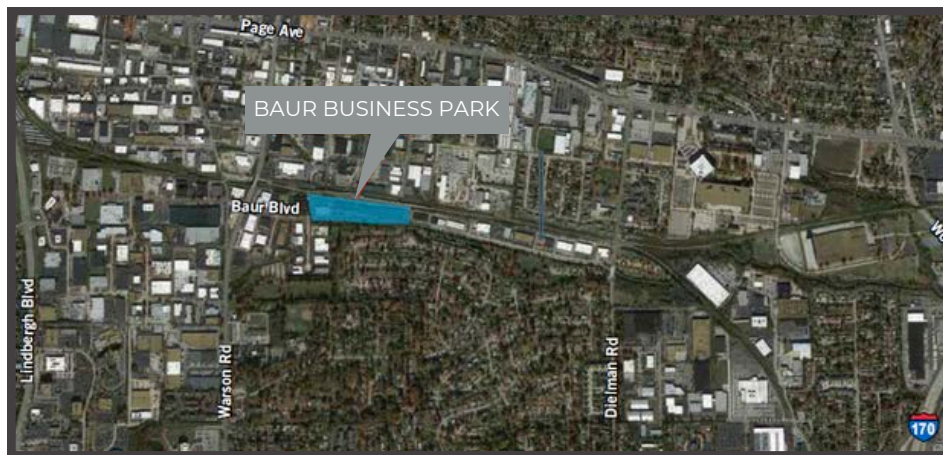 Page Ave
BAUR BUSINESS PARK
Baur Blvd
Lindbergh Blvd
Warson Rd
Dielman Rd
170